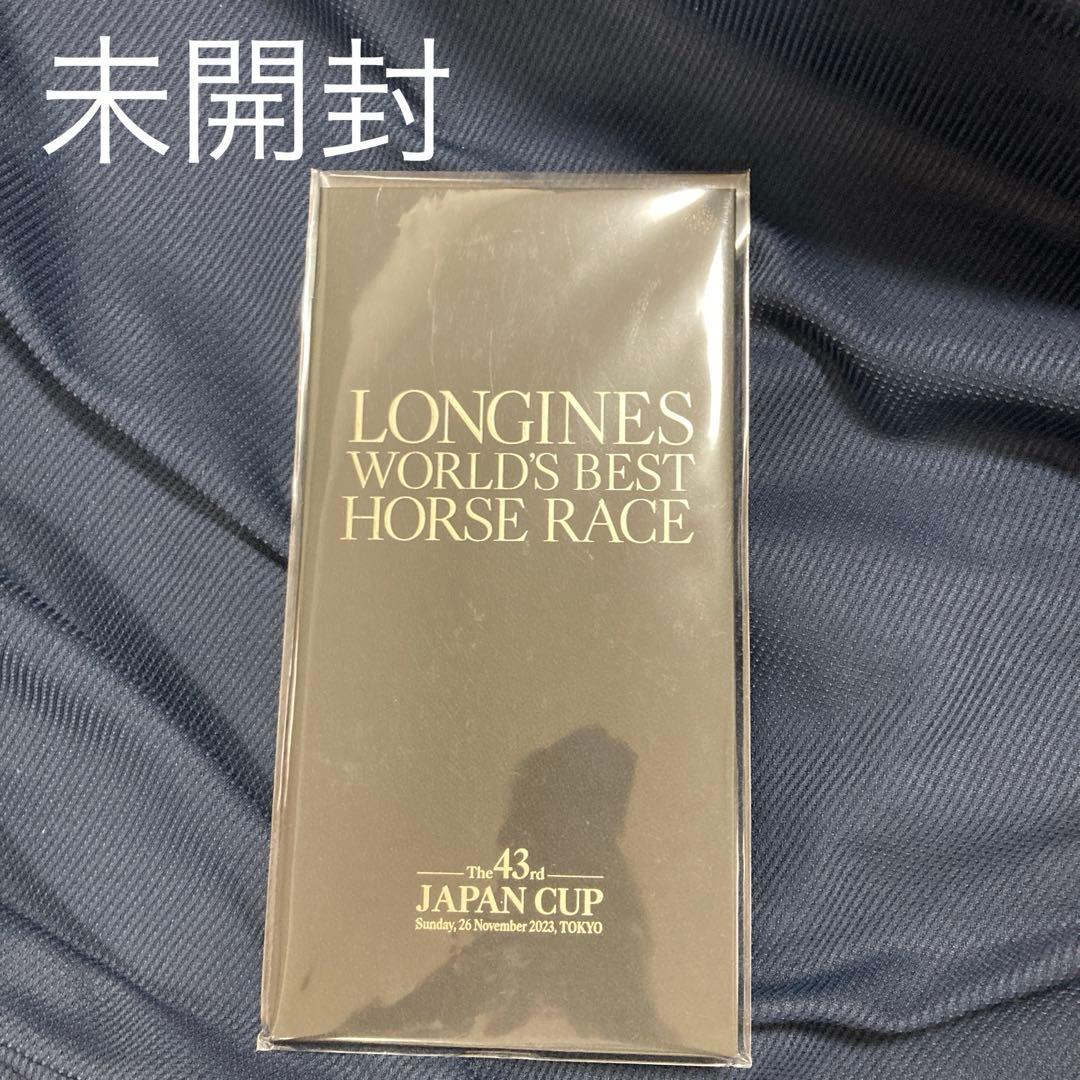 未開封
LONGINES
WORLD'S BEST
HORSE RACE
The 43rd
JAPAN CUP
Sunday, 26 November 2023, TOKYO